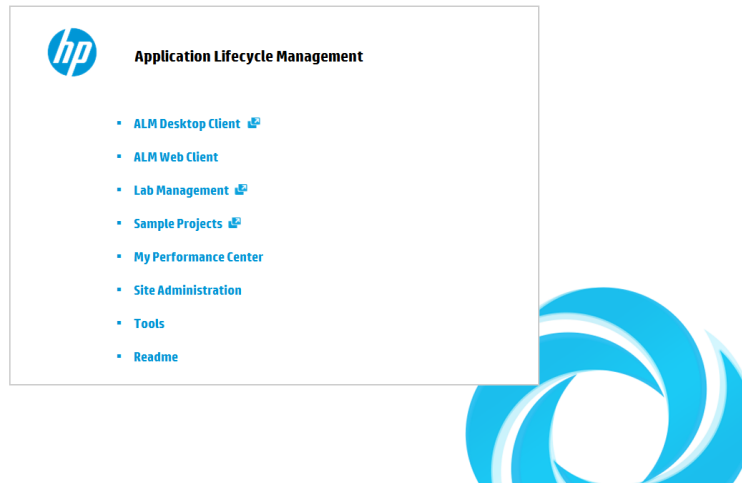 hp
Application Lifecycle Management
ALM Desktop Client
ALM Web Client
Lab Management
Sample Projects
My Performance Center
Site Administration
Tools
Readme